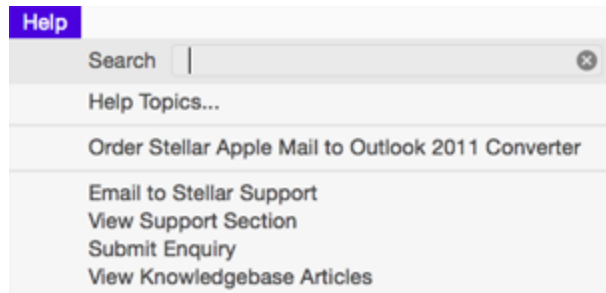 Help
Search
Help Topics...
Order Stellar Apple Mail to Outlook 2011 Converter
Email to Stellar Support
View Support Section
Submit Enquiry
View Knowledgebase Articles